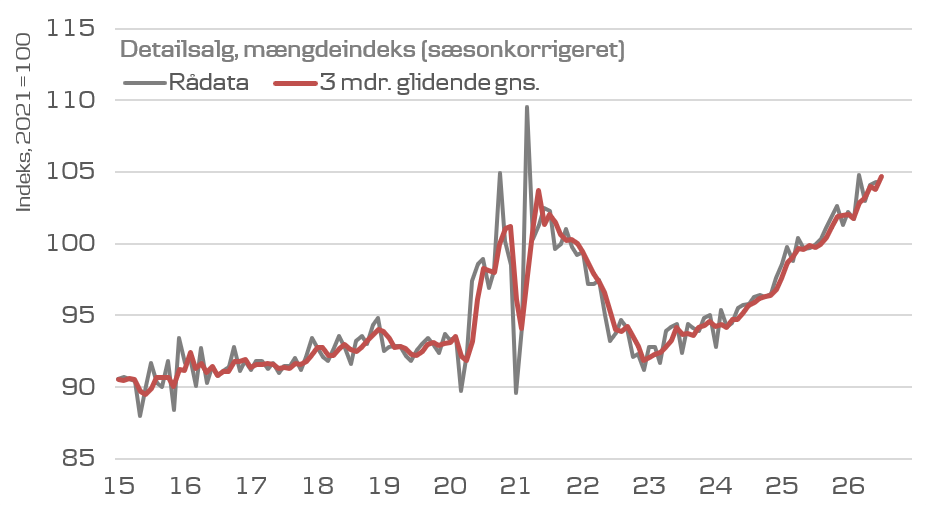 Detailsalg, mængdeindeks (sæsonkorrigeret)
Rådata
3 mdr. glidende gns.
Indeks, 2021 = 100
115
110
105
100
95
90
85
15 16 17 18 19 20 21 22 23 24 25 26